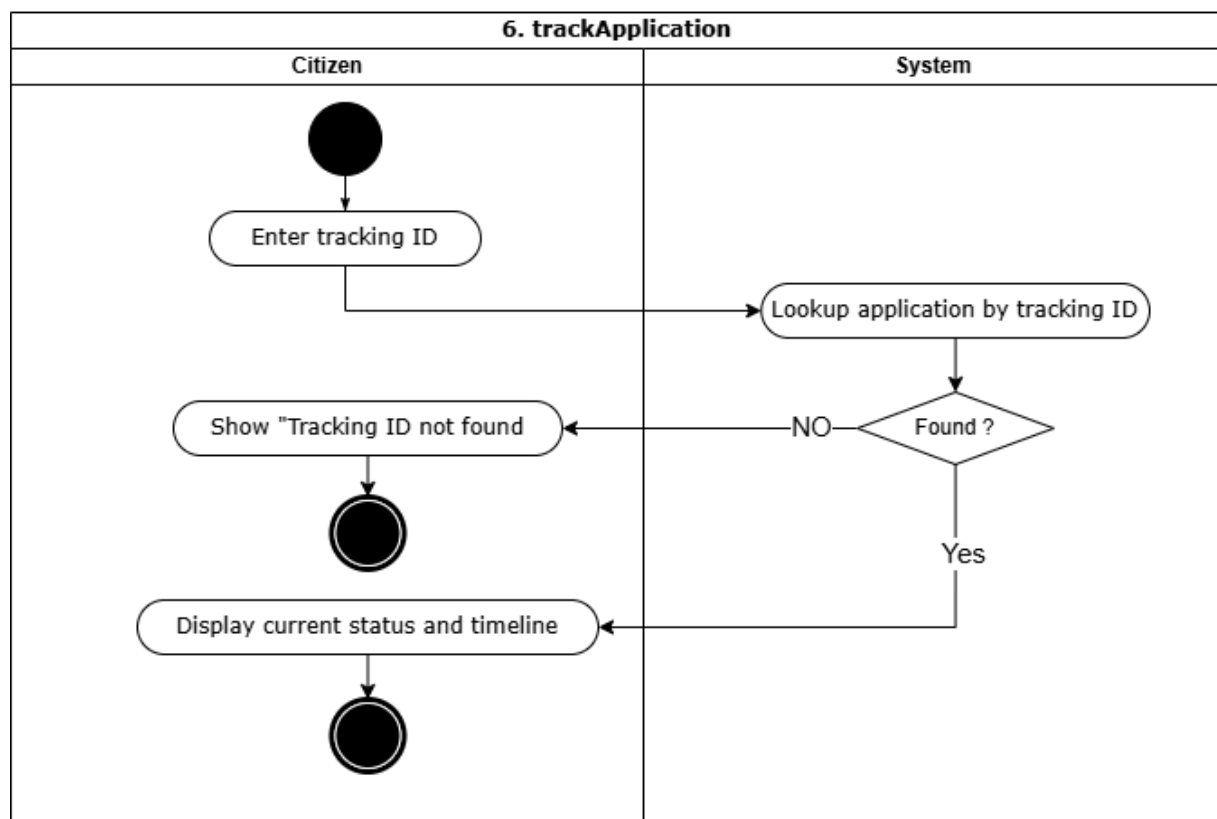 6. trackApplication
Citizen
System
Enter tracking ID
Lookup application by tracking ID
Show "Tracking ID not found
NO
Found ?
Yes
Display current status and timeline